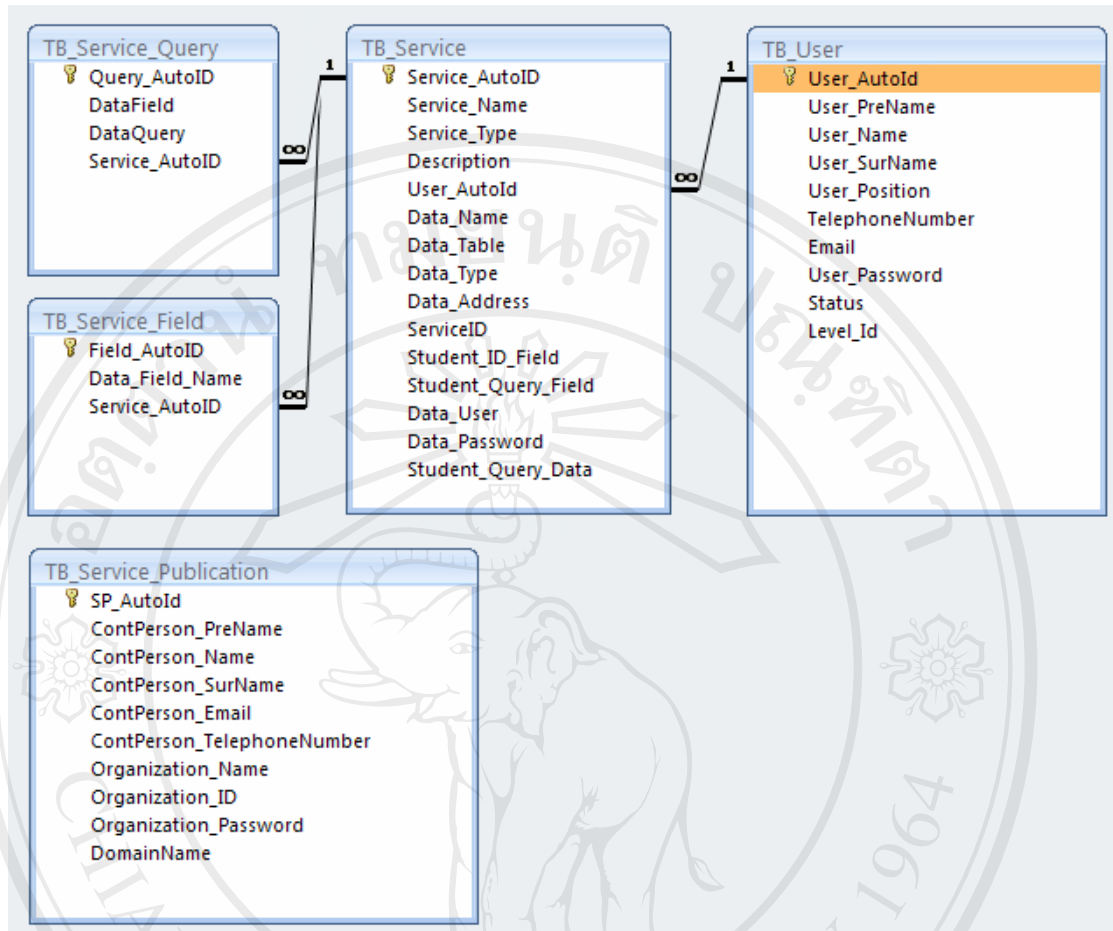 TB_Service_Query
Query_AutoID
DataField
DataQuery
Service_AutoID
1
∞
TB_Service_Field
Field_AutoID
Data_Field_Name
Service_AutoID
∞
TB_Service
Service_AutoID
Service_Name
Service_Type
Description
User_AutoId
Data_Name
Data_Table
Data_Type
Data_Address
ServiceID
Student_ID_Field
Student_Query_Field
Data_User
Data_Password
Student_Query_Data
1
∞
TB_User
User_AutoId
User_PreName
User_Name
User_SurName
User_Position
TelephoneNumber
Email
User_Password
Status
Level_Id
TB_Service_Publication
SP_AutoId
ContPerson_PreName
ContPerson_Name
ContPerson_SurName
ContPerson_Email
ContPerson_TelephoneNumber
Organization_Name
Organization_ID
Organization_Password
DomainName
1964